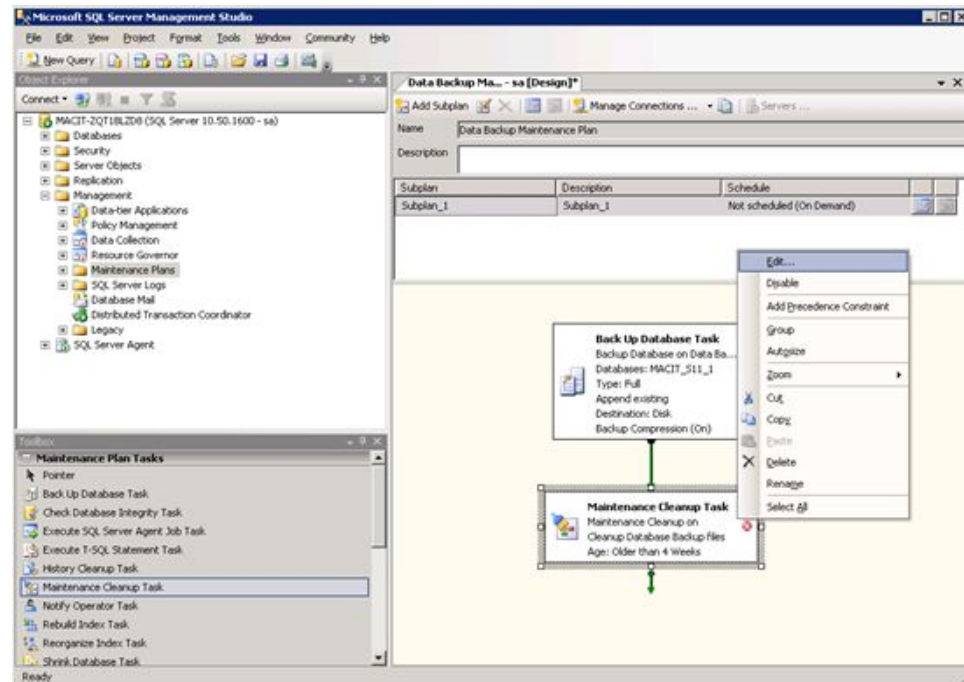 Microsoft SQL Server Management Studio
File Edit View Project Format Tools Window Community Help
New Query
Object Explorer
Connect
MACIT-ZQT1BLZD8 (SQL Server 10.50.1600 - sa)
Databases
Security
Server Objects
Replication
Management
Data-tier Applications
Policy Management
Data Collection
Resource Governor
Maintenance Plans
SQL Server Logs
Database Mail
Distributed Transaction Coordinator
Legacy
SQL Server Agent
Toolbox
Maintenance Plan Tasks
Pointer
Back Up Database Task
Check Database Integrity Task
Execute SQL Server Agent Job Task
Execute T-SQL Statement Task
History Cleanup Task
Maintenance Cleanup Task
Notify Operator Task
Rebuild Index Task
Reorganize Index Task
Shrink Database Task
Ready
Data Backup Ma... - sa [Design]*
Add Subplan Manage Connections ... Servers ...
Name Data Backup Maintenance Plan
Description
Subplan Description Schedule
Subplan_1 Subplan_1 Not scheduled (On Demand)
Back Up Database Task
Backup Database on Data Ba...
Databases: MACIT_S11_1
Type: Full
Append existing
Destination: Disk
Backup Compression (On)
Maintenance Cleanup Task
Maintenance Cleanup on
Cleanup Database Backup files
Age: Older than 4 Weeks
Edit...
Disable
Add Precedence Constraint
Group
Autosize
Zoom
Cut
Copy
Paste
Delete
Rename
Select All